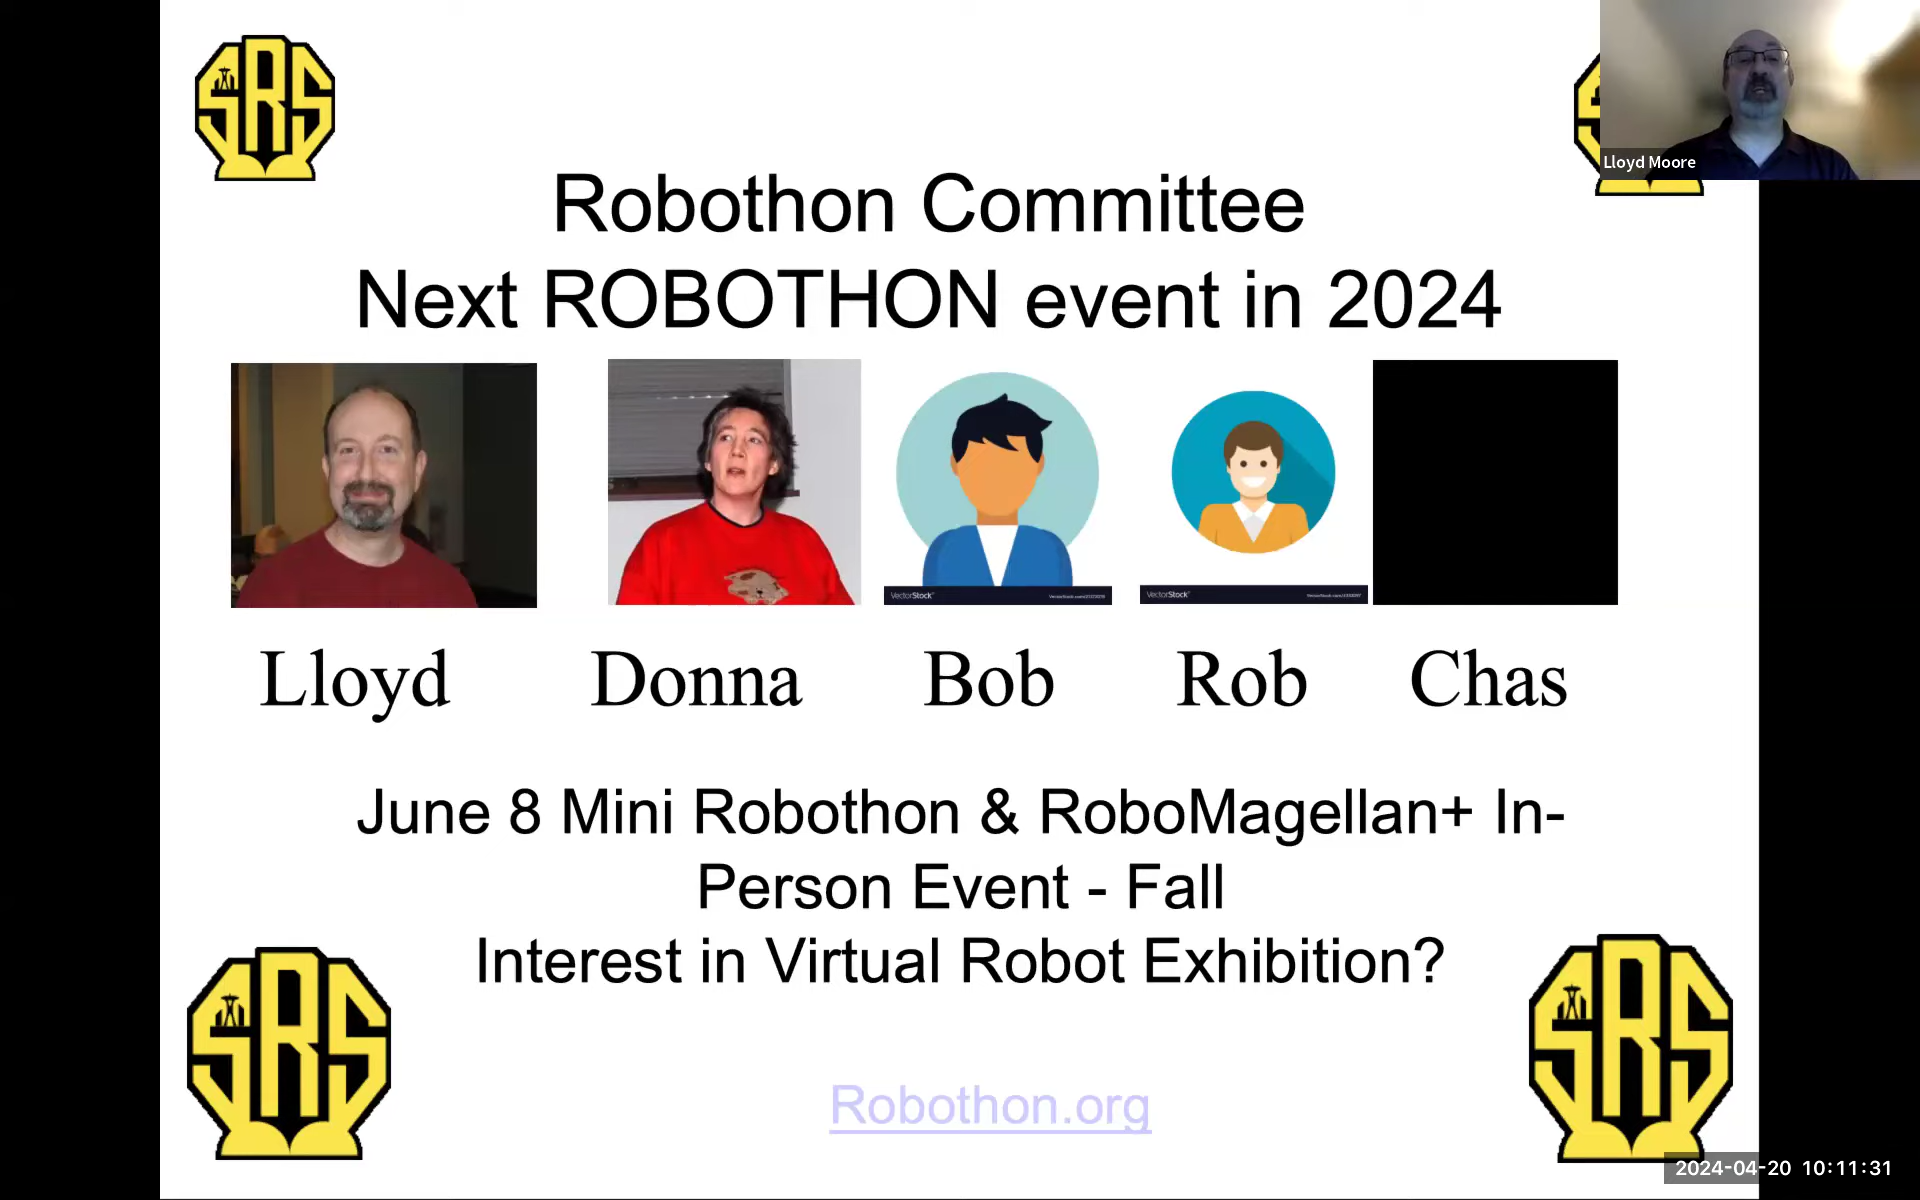 SRS
SRS
Lloyd Moore
Robothon Committee
Next ROBOTHON event in 2024
VectorStock
VectorStock
Lloyd Donna Bob Rob Chas
June 8 Mini Robothon & RoboMagellan+ In-
Person Event - Fall
Interest in Virtual Robot Exhibition?
SRS
SRS
Robothon.org
2024-04-20 10:11:31